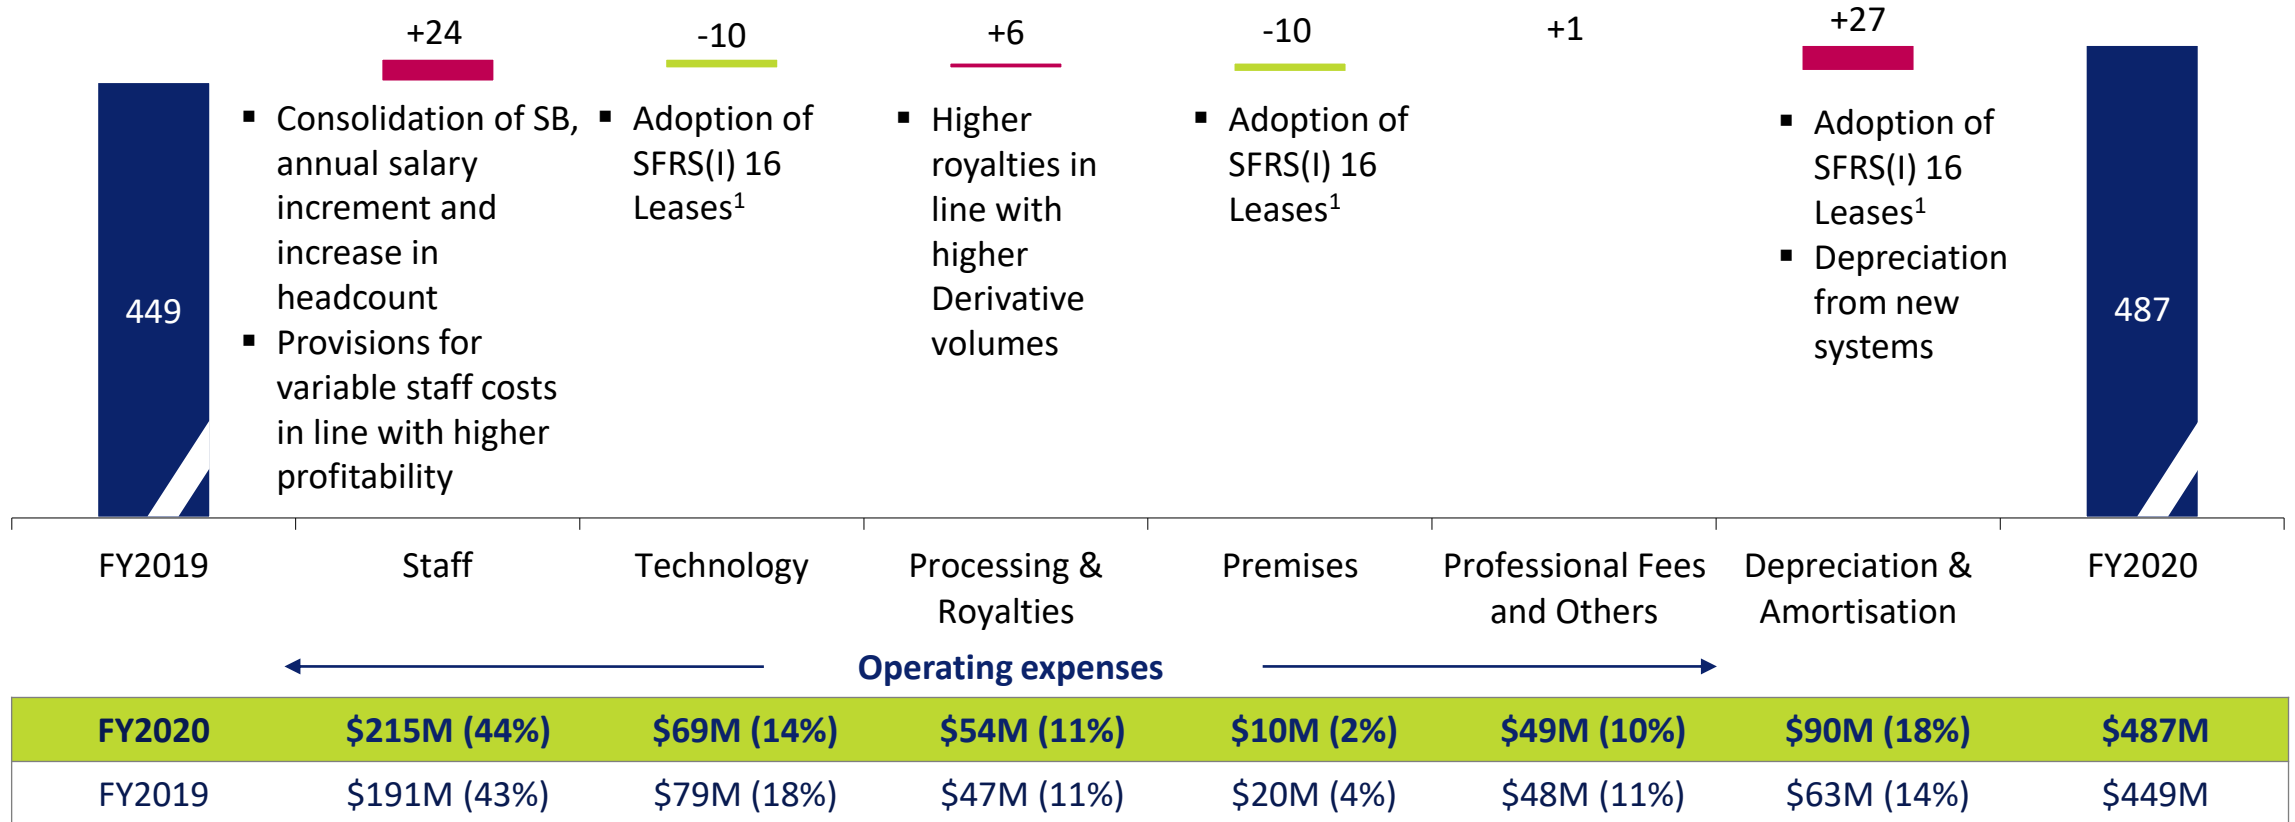 +24
-10
+6
-10
+1
+27
449
▪ Consolidation of SB,
annual salary
increment and
increase in
headcount
▪ Provisions for
variable staff costs
in line with higher
profitability
▪ Adoption of
SFRS(I) 16
Leases¹
▪ Higher
royalties in
line with
higher
Derivative
volumes
▪ Adoption of
SFRS(I) 16
Leases¹
▪ Adoption of
SFRS(I) 16
Leases¹
▪ Depreciation
from new
systems
487
FY2019
Staff
Technology
Processing &
Royalties
Premises
Professional Fees
and Others
Depreciation &
Amortisation
FY2020
Operating expenses
FY2020 $215M (44%) $69M (14%) $54M (11%) $10M (2%) $49M (10%) $90M (18%) $487M
FY2019 $191M (43%) $79M (18%) $47M (11%) $20M (4%) $48M (11%) $63M (14%) $449M